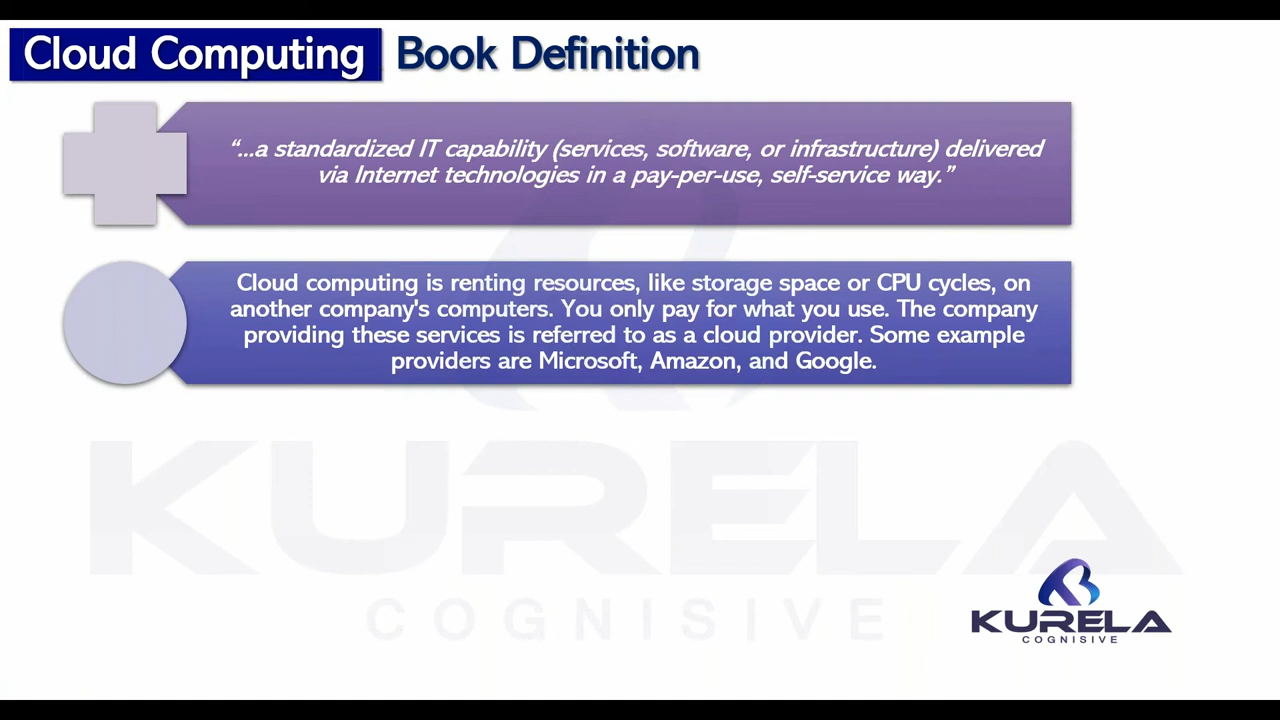 Cloud Computing Book Definition
“...a standardized IT capability (services, software, or infrastructure) delivered
via Internet technologies in a pay-per-use, self-service way.”
Cloud computing is renting resources, like storage space or CPU cycles, on
another company's computers. You only pay for what you use. The company
providing these services is referred to as a cloud provider. Some example
providers are Microsoft, Amazon, and Google.
KURELA
COGNISIVE
KURELA
COGNISIVE